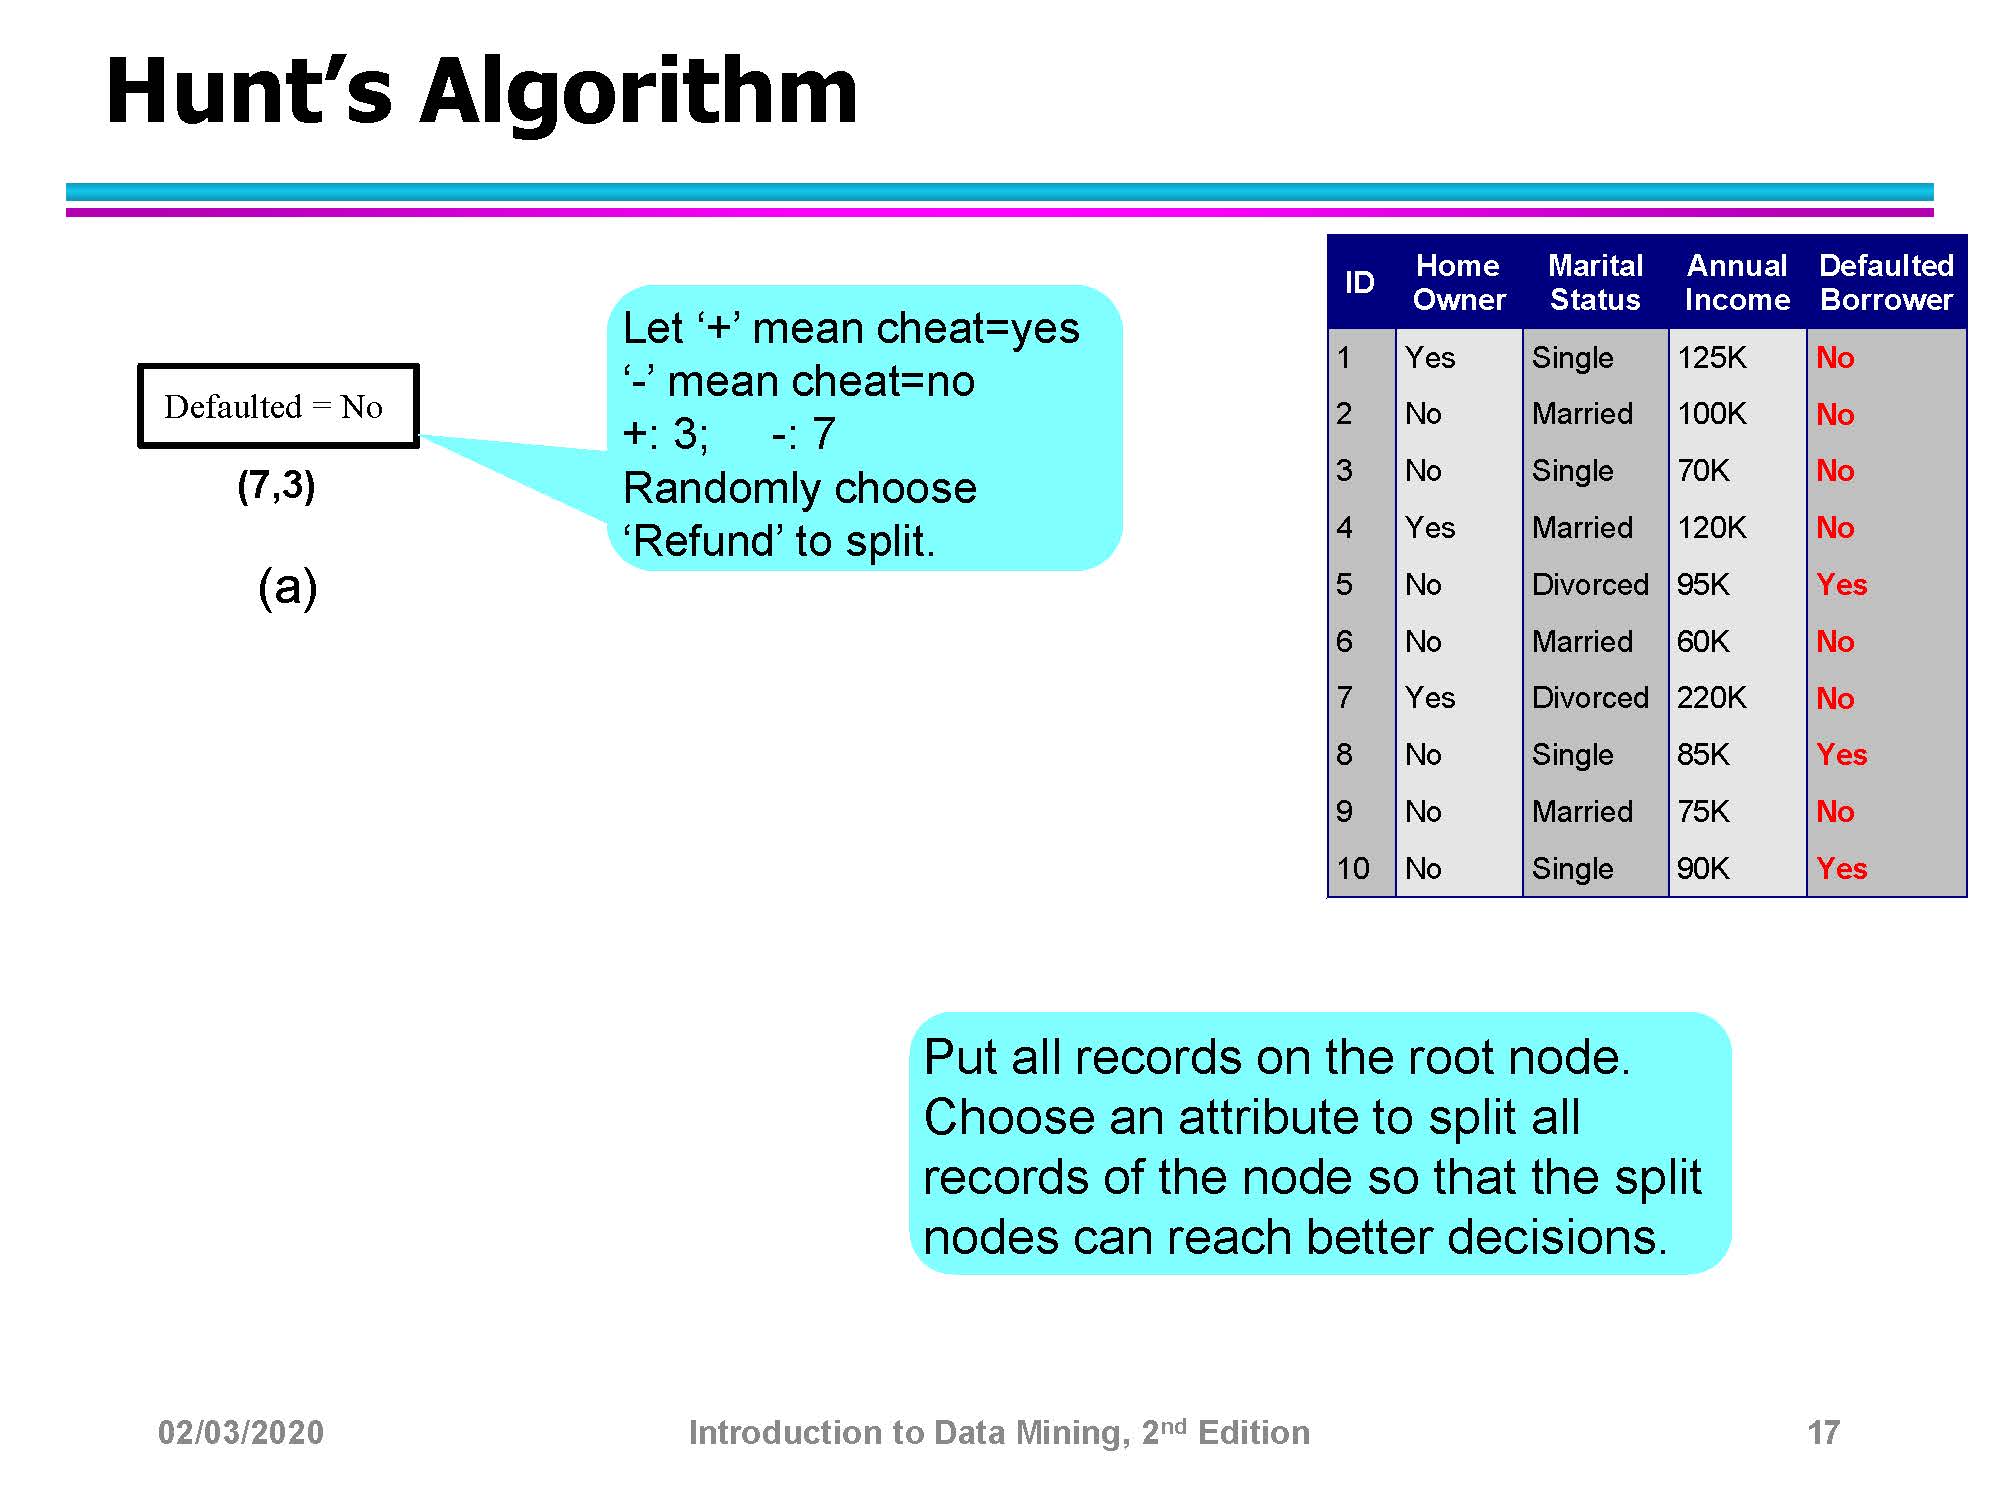 Hunt’s Algorithm
Defaulted = No
(7,3)
(a)
Let ‘+’ mean cheat=yes
‘-’ mean cheat=no
+: 3; -: 7
Randomly choose
‘Refund’ to split.
ID Home Owner Marital Status Annual Income Defaulted Borrower
1 Yes Single 125K No
2 No Married 100K No
3 No Single 70K No
4 Yes Married 120K No
5 No Divorced 95K Yes
6 No Married 60K No
7 Yes Divorced 220K No
8 No Single 85K Yes
9 No Married 75K No
10 No Single 90K Yes
Put all records on the root node.
Choose an attribute to split all
records of the node so that the split
nodes can reach better decisions.
02/03/2020 Introduction to Data Mining, 2nd Edition 17